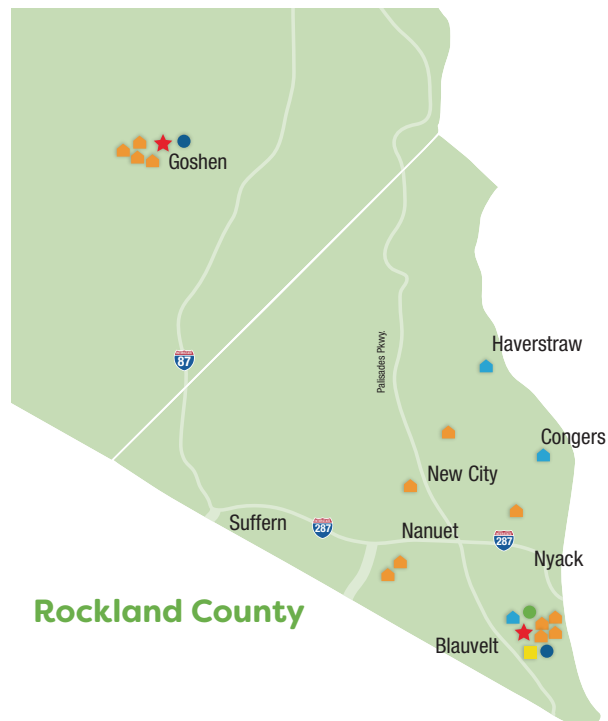 Goshen
Haverstraw
87
Palisades Pkwy.
Congers
New City
Suffern
287
Nanuet
287
Nyack
Rockland County
Blauvelt